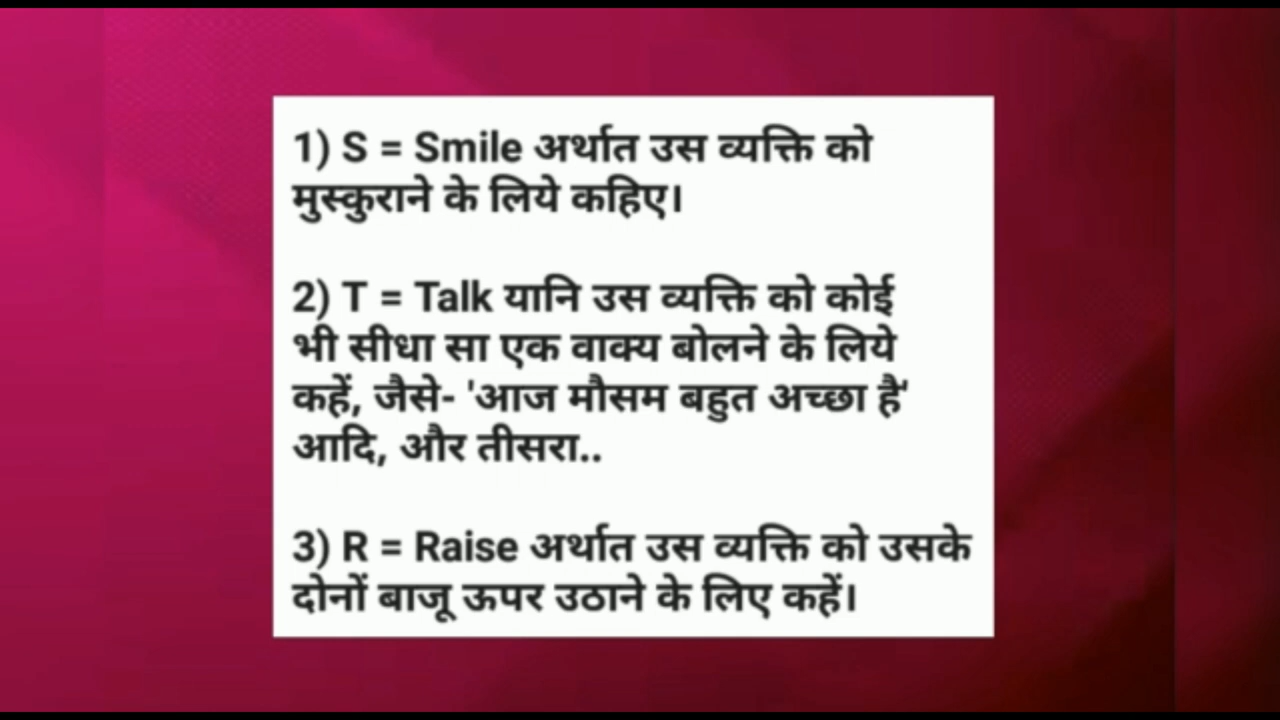 1) S = Smile अर्थात उस व्यक्ति को
मुस्कुराने के लिये कहिए।
2) T = Talk यानि उस व्यक्ति को कोई
भी सीधा सा एक वाक्य बोलने के लिये
कहें, जैसे- 'आज मौसम बहुत अच्छा है'
आदि, और तीसरा..
3) R = Raise अर्थात उस व्यक्ति को उसके
दोनों बाजू ऊपर उठाने के लिए कहें।